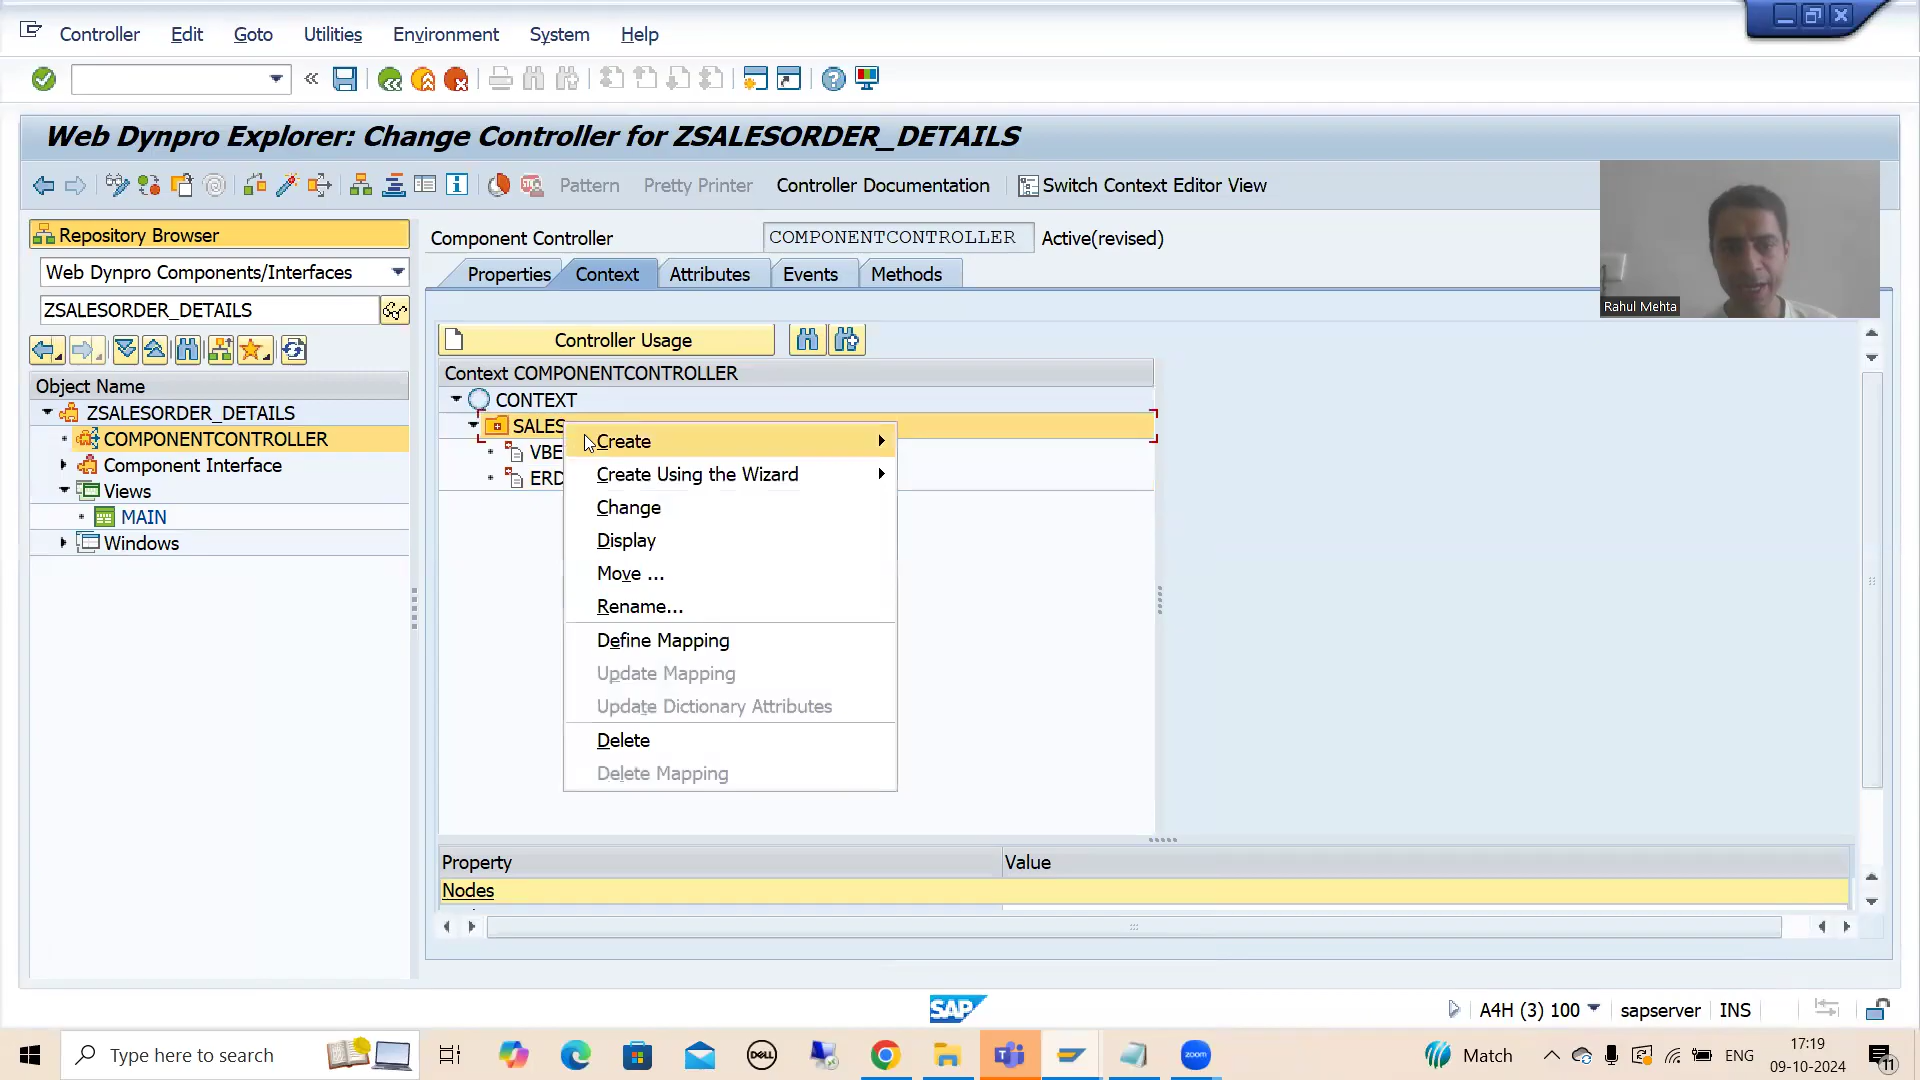 Controller Edit Goto Utilities Environment System Help
Web Dynpro Explorer: Change Controller for ZSALESORDER_DETAILS
Pattern Pretty Printer Controller Documentation Switch Context Editor View
Rahul Mehta
Repository Browser
Web Dynpro Components/Interfaces
ZSALESORDER_DETAILS
Object Name
ZSALESORDER_DETAILS
COMPONENTCONTROLLER
Component Interface
Views
MAIN
Windows
Component Controller COMPONENTCONTROLLER Active(revised)
Properties Context Attributes Events Methods
Controller Usage
Context COMPONENTCONTROLLER
CONTEXT
SALES
VBE
ERD
Create
Create Using the Wizard
Change
Display
Move ...
Rename...
Define Mapping
Update Mapping
Update Dictionary Attributes
Delete
Delete Mapping
Property Value
Nodes
SAP
A4H (3) 100 sapserver INS
Type here to search
DELL
zoom
Match
ENG
17:19
09-10-2024
11